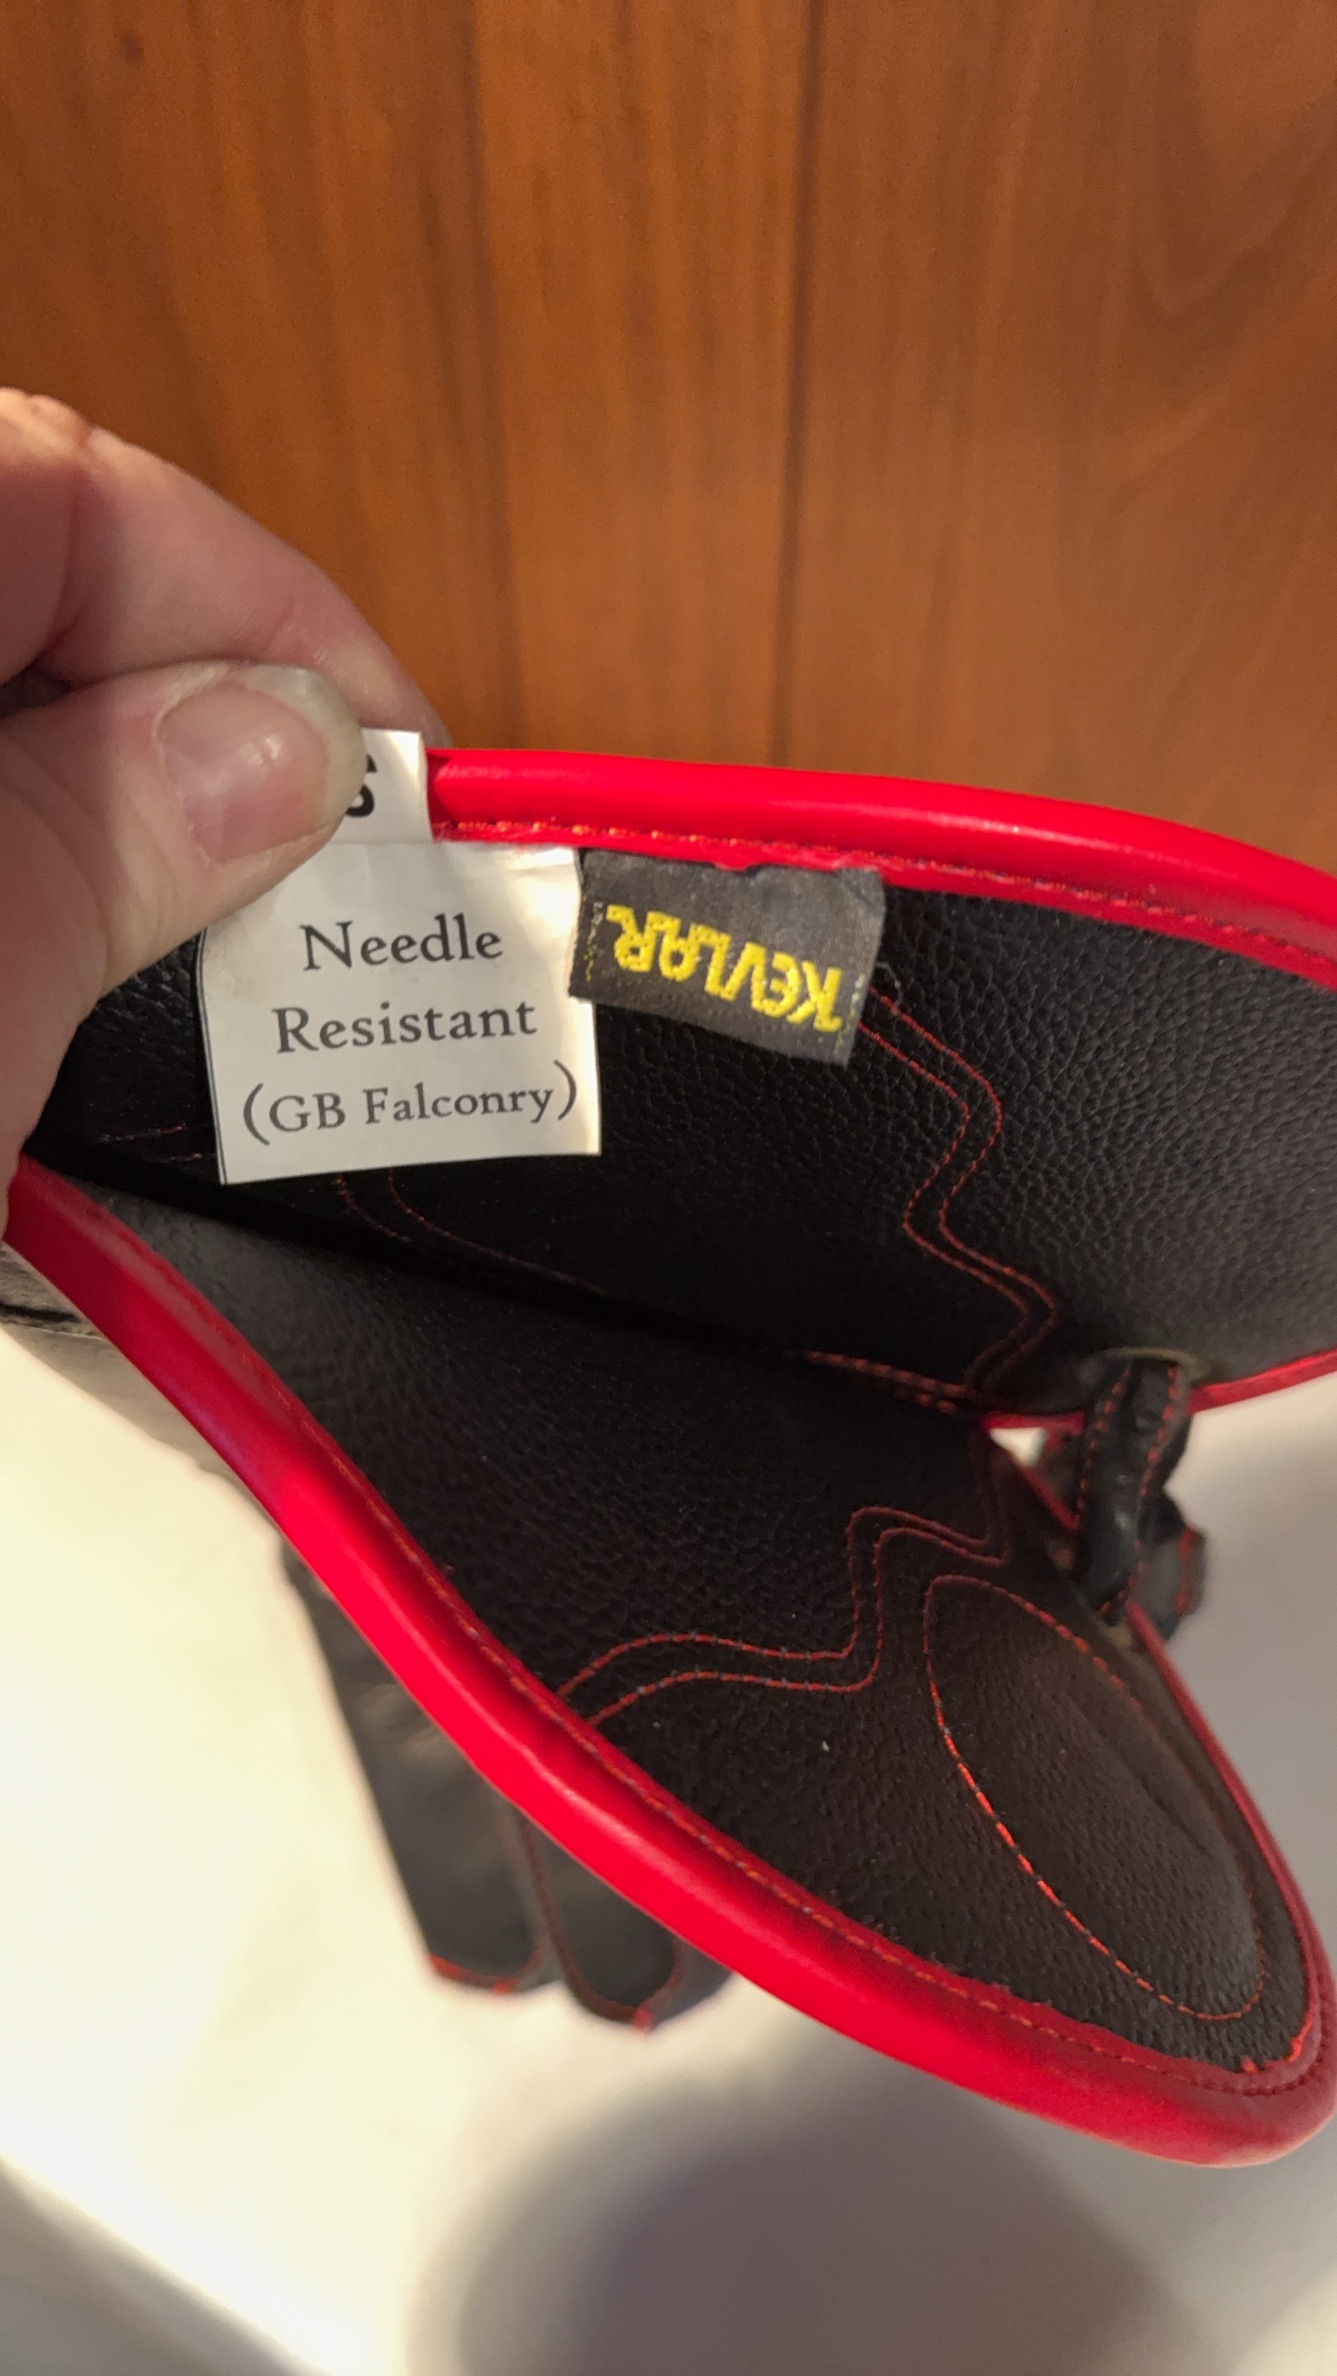 S
Needle
Resistant
(GB Falconry)
KEVLAR